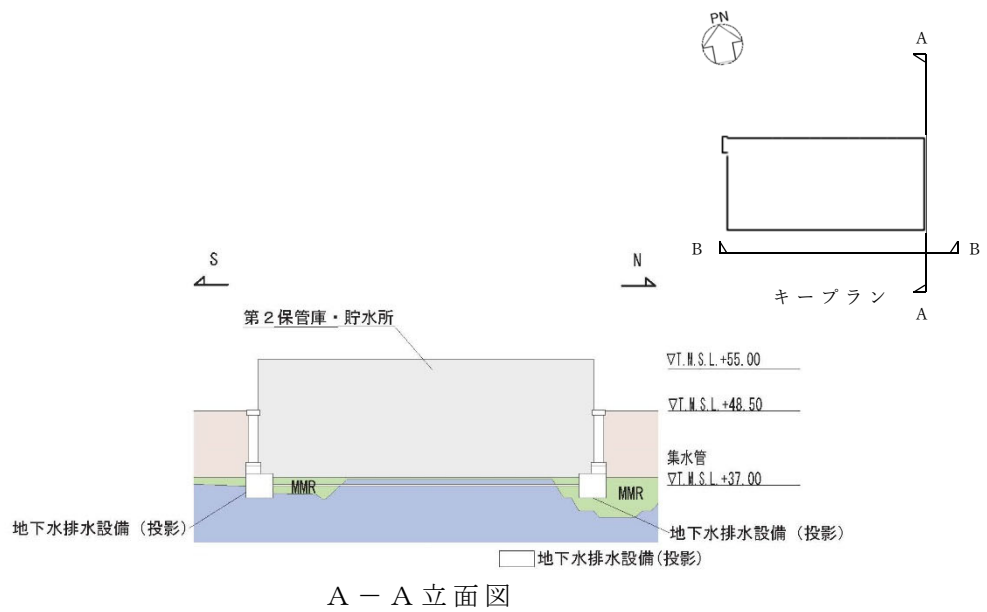 PN
A
B
B
キープラン
A
S
N
第２保管庫・貯水所
▽T.M.S.L.+55.00
▽T.M.S.L.+48.50
集水管
▽T.M.S.L.+37.00
MMR
MMR
地下水排水設備（投影）
地下水排水設備（投影）
地下水排水設備(投影)
Ａ－Ａ立面図